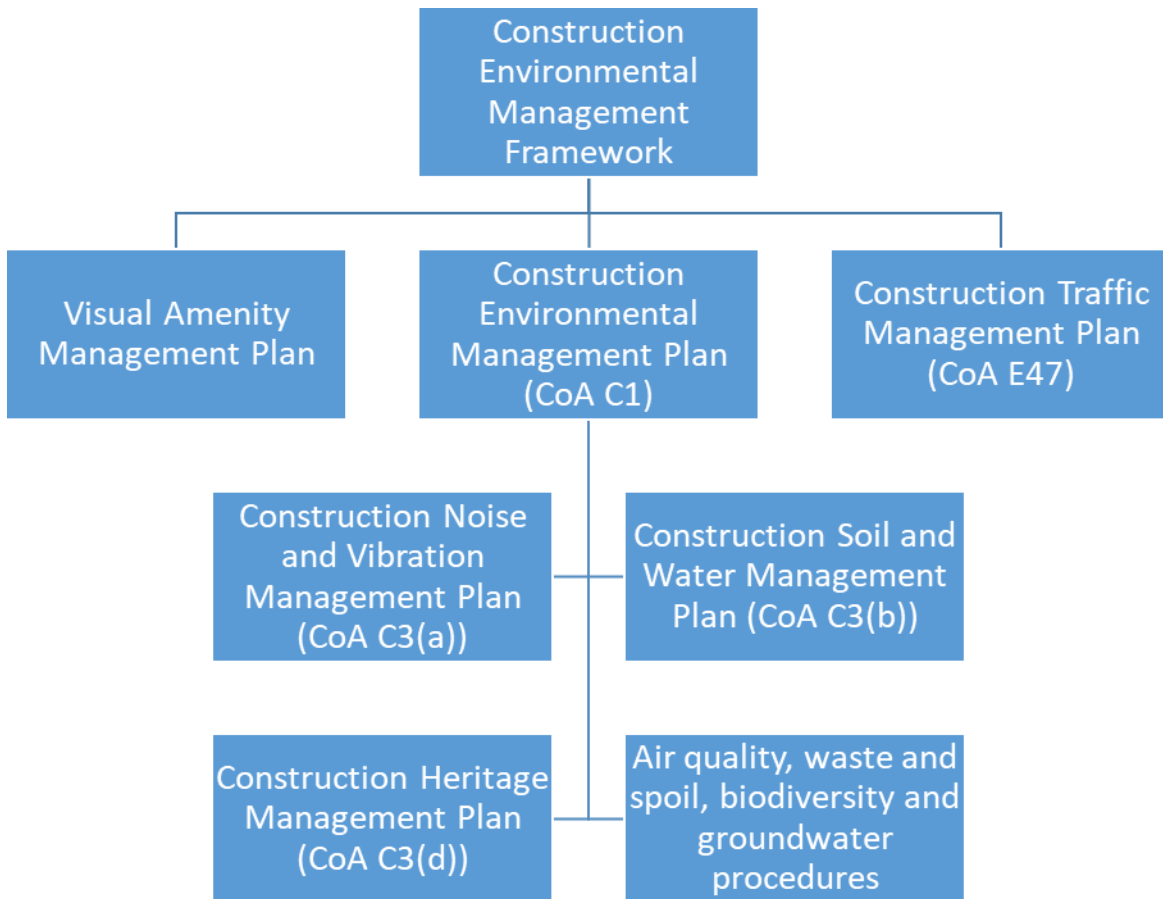 Construction
Environmental
Management
Framework
Visual Amenity
Management Plan
Construction
Environmental
Management Plan
(CoA C1)
Construction Traffic
Management Plan
(CoA E47)
Construction Noise
and Vibration
Management Plan
(CoA C3(a))
Construction Soil and
Water Management
Plan (CoA C3(b))
Construction Heritage
Management Plan
(CoA C3(d))
Air quality, waste and
spoil, biodiversity and
groundwater
procedures